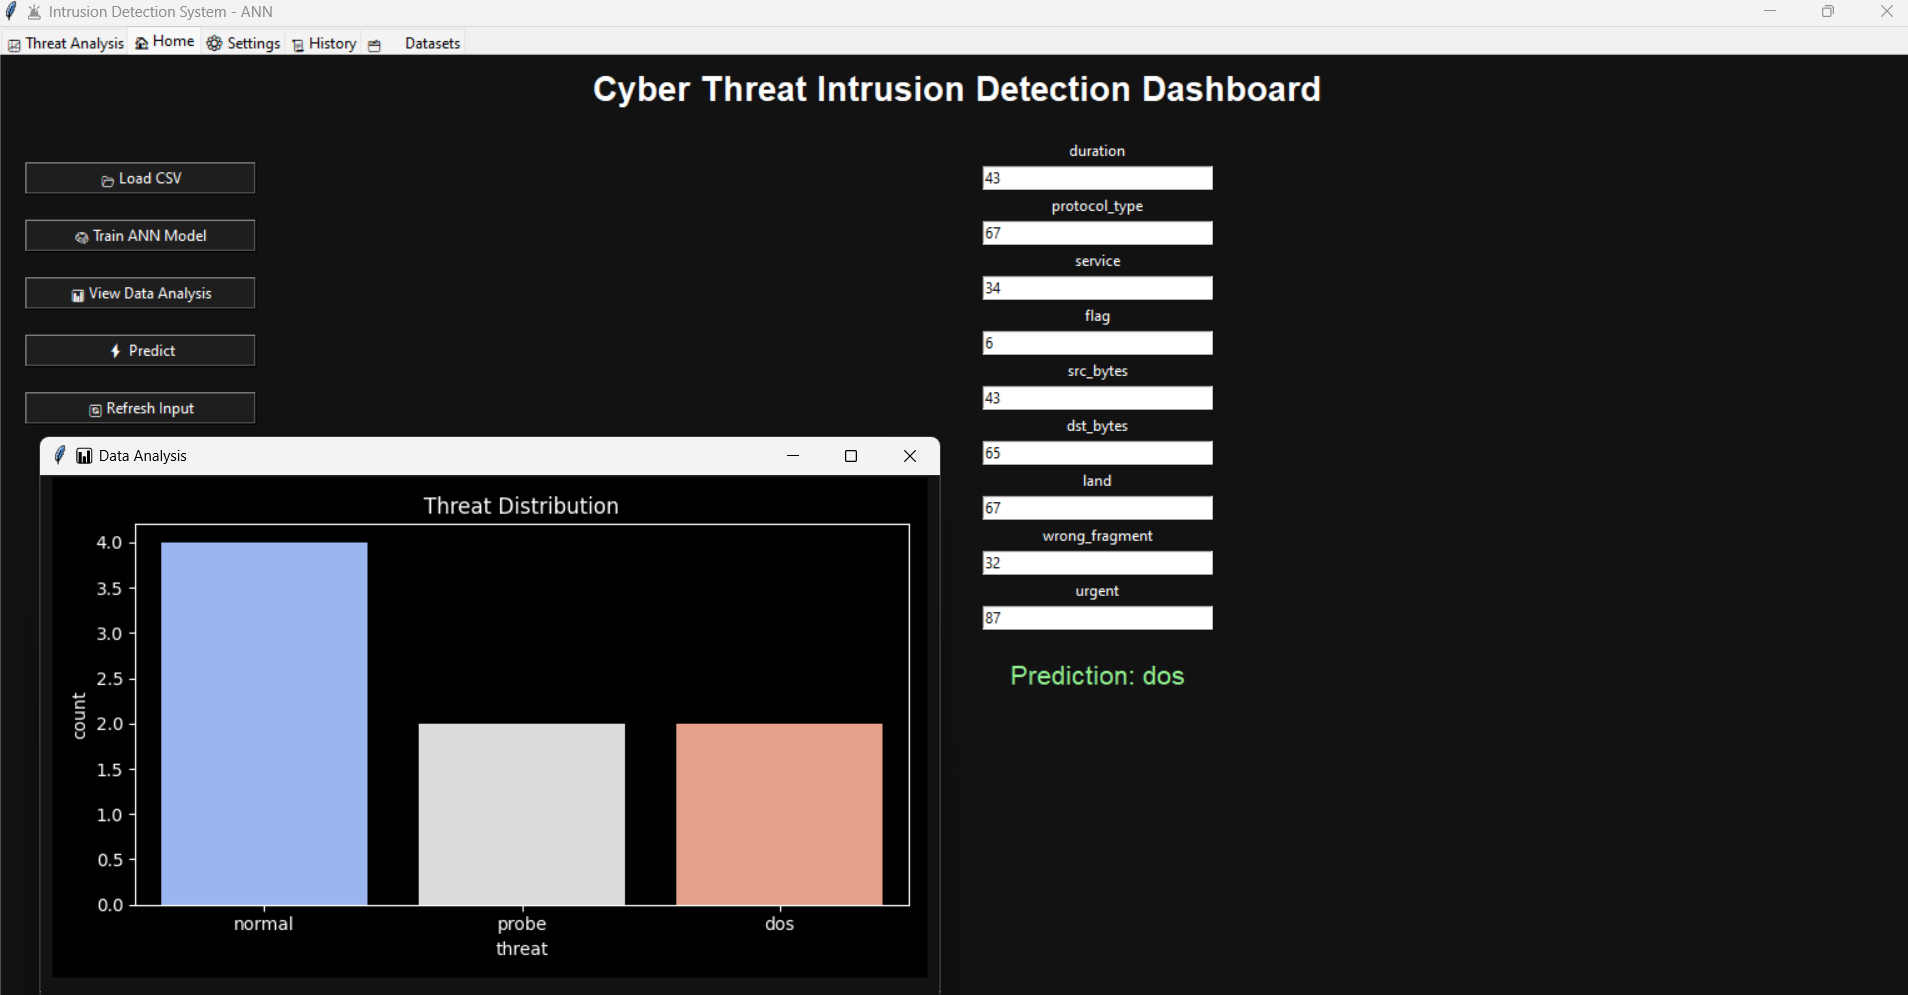 Intrusion Detection System - ANN
Threat Analysis Home Settings History Datasets
Cyber Threat Intrusion Detection Dashboard
Load CSV
Train ANN Model
View Data Analysis
Predict
Refresh Input
duration
43
protocol_type
67
service
34
flag
6
src_bytes
43
dst_bytes
65
land
67
wrong_fragment
32
urgent
87
Prediction: dos
Data Analysis
Threat Distribution
count
4.0
3.5
3.0
2.5
2.0
1.5
1.0
0.5
0.0
normal probe dos
threat